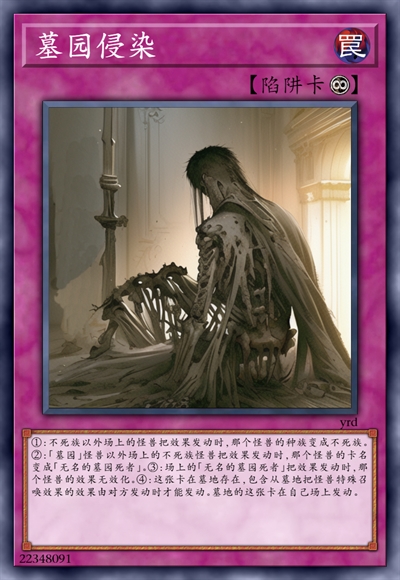 墓园侵染
罠
【陷阱卡】
yrd
①:不死族以外场上的怪兽把效果发动时,那个怪兽的种族变成不死族。
②:「墓园」怪兽以外场上的不死族怪兽把效果发动时,那个怪兽的卡名
变成「无名的墓园死者」。③:场上的「无名的墓园死者」把效果发动时,那
个怪兽的效果无效化。④:这张卡在墓地存在,包含从墓地把怪兽特殊召
唤效果的效果由对方发动时才能发动。墓地的这张卡在自己场上发动。
22348091